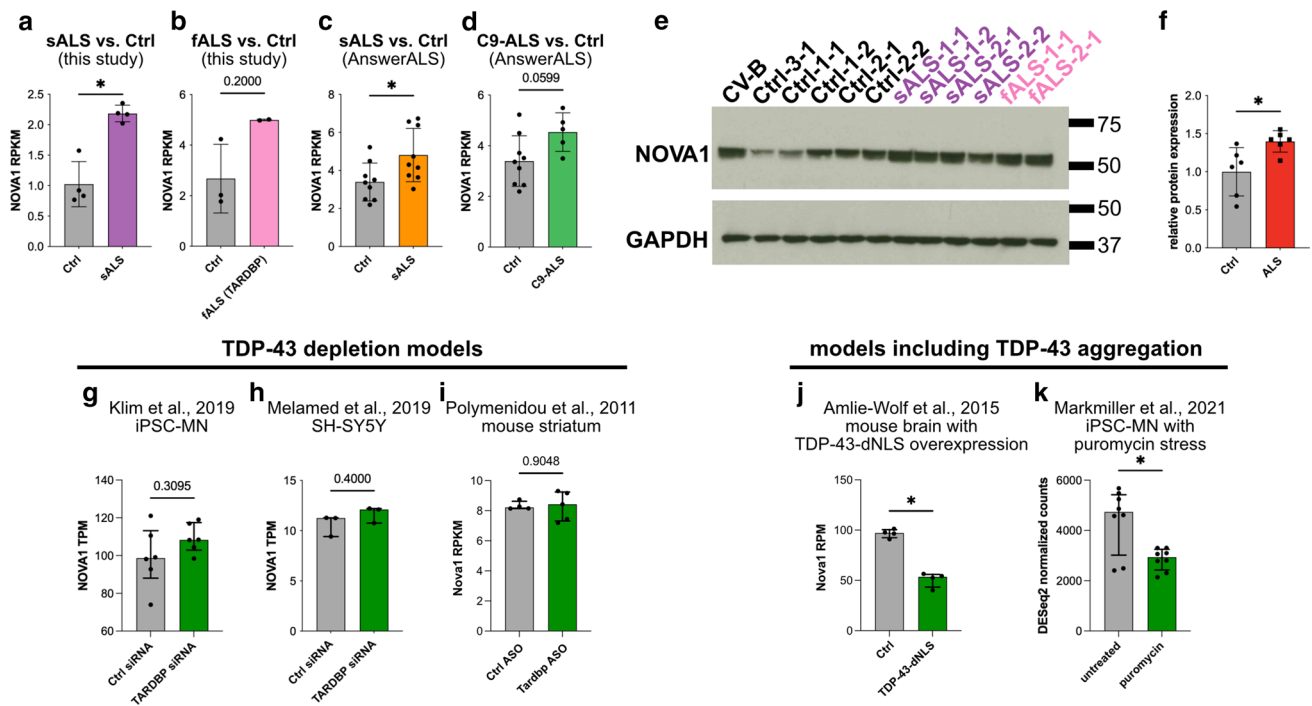 a
sALS vs. Ctrl
(this study)
*
NOVA1 RPKM
2.5
2.0
1.5
1.0
0.5
0.0
Ctrl
sALS
b
fALS vs. Ctrl
(this study)
0.2000
NOVA1 RPKM
6
4
2
0
Ctrl
fALS (TARDBP)
c
sALS vs. Ctrl
(AnswerALS)
*
NOVA1 RPKM
8
6
4
2
0
Ctrl
sALS
d
C9-ALS vs. Ctrl
(AnswerALS)
0.0599
NOVA1 RPKM
6
4
2
0
Ctrl
C9-ALS
e
CV-B
Ctrl-3-1
Ctrl-1-1
Ctrl-1-2
Ctrl-2-1
Ctrl-2-2
sALS-1-1
sALS-1-2
sALS-2-1
sALS-2-2
fALS-1-1
fALS-2-1
NOVA1
75
50
GAPDH
50
37
f
*
relative protein expression
2.0
1.5
1.0
0.5
0.0
Ctrl
ALS
TDP-43 depletion models
g
Klim et al., 2019
iPSC-MN
0.3095
NOVA1 TPM
140
120
100
80
60
Ctrl siRNA
TARDBP siRNA
h
Melamed et al., 2019
SH-SY5Y
0.4000
NOVA1 TPM
15
10
5
0
Ctrl siRNA
TARDBP siRNA
i
Polymenidou et al., 2011
mouse striatum
0.9048
Nova1 RPKM
10
8
6
4
2
0
Ctrl ASO
Tardbp ASO
models including TDP-43 aggregation
j
Amlie-Wolf et al., 2015
mouse brain with
TDP-43-dNLS overexpression
*
Nova1 RPM
150
100
50
0
Ctrl
TDP-43-dNLS
k
Markmiller et al., 2021
iPSC-MN with
puromycin stress
*
DESeq2 normalized counts
6000
4000
2000
0
untreated
puromycin